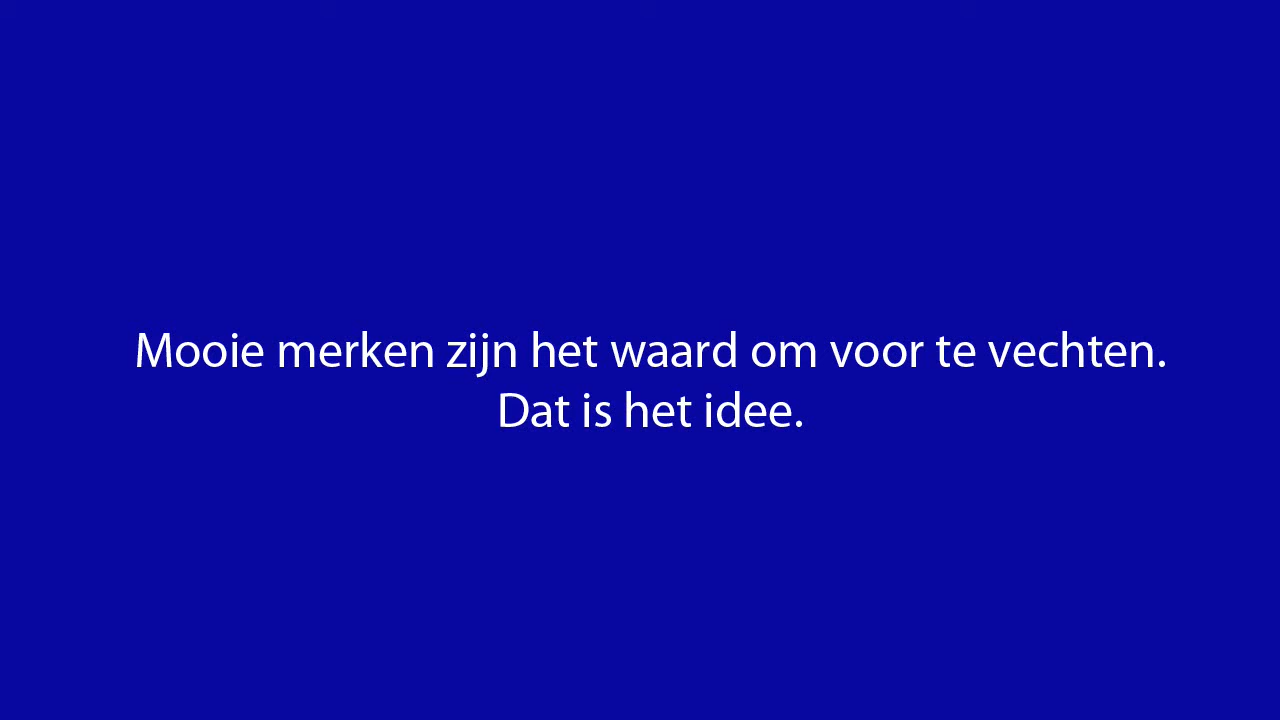 Mooie merken zijn het waard om voor te vechten.
Dat is het idee.